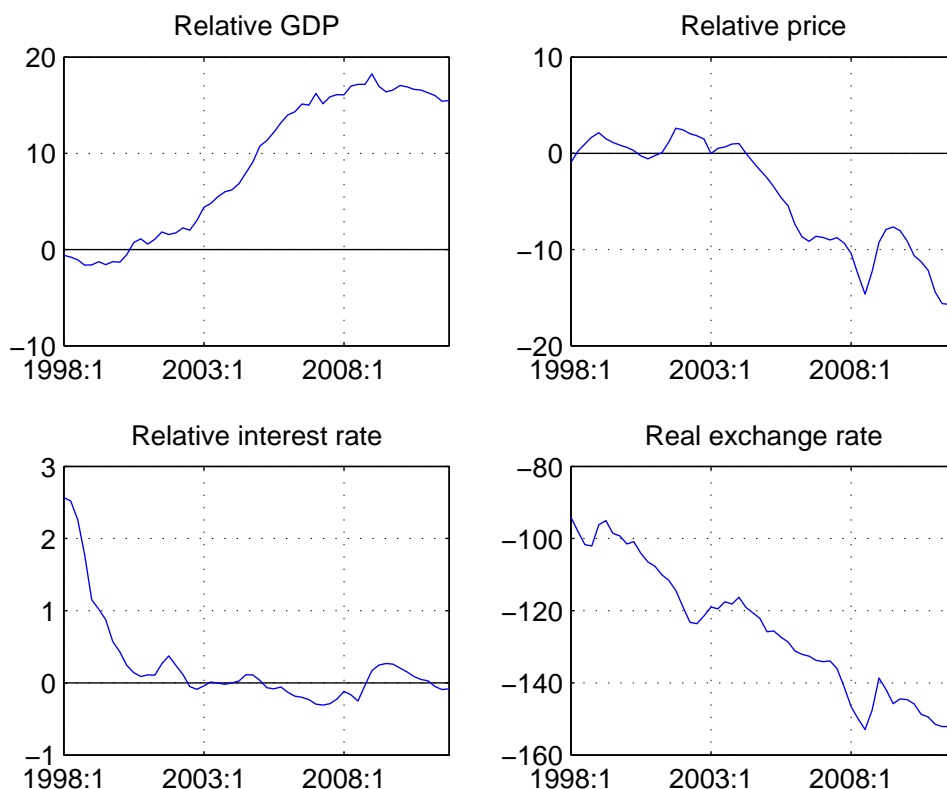 Relative GDP
20
10
0
−10
1998:1 2003:1 2008:1
Relative price
10
0
−10
−20
1998:1 2003:1 2008:1
Relative interest rate
3
2
1
0
−1
1998:1 2003:1 2008:1
Real exchange rate
−80
−100
−120
−140
−160
1998:1 2003:1 2008:1